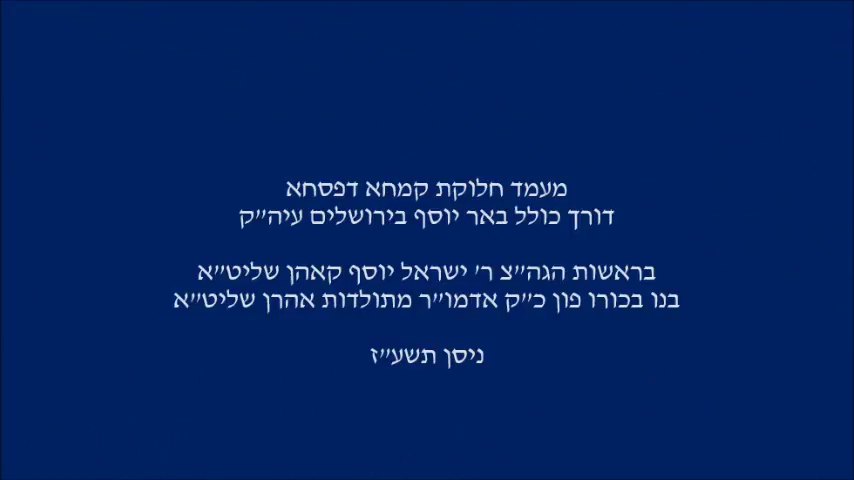 מעמד חלוקת קמחא דפסחא
דורך כולל באר יוסף בירושלים עיה״ק
בראשות הגה״צ ר׳ ישראל יוסף קאהן שליט״א
בנו בכורו פון כ״ק אדמו״ר מתולדות אהרן שליט״א
ניסן תשע״ז